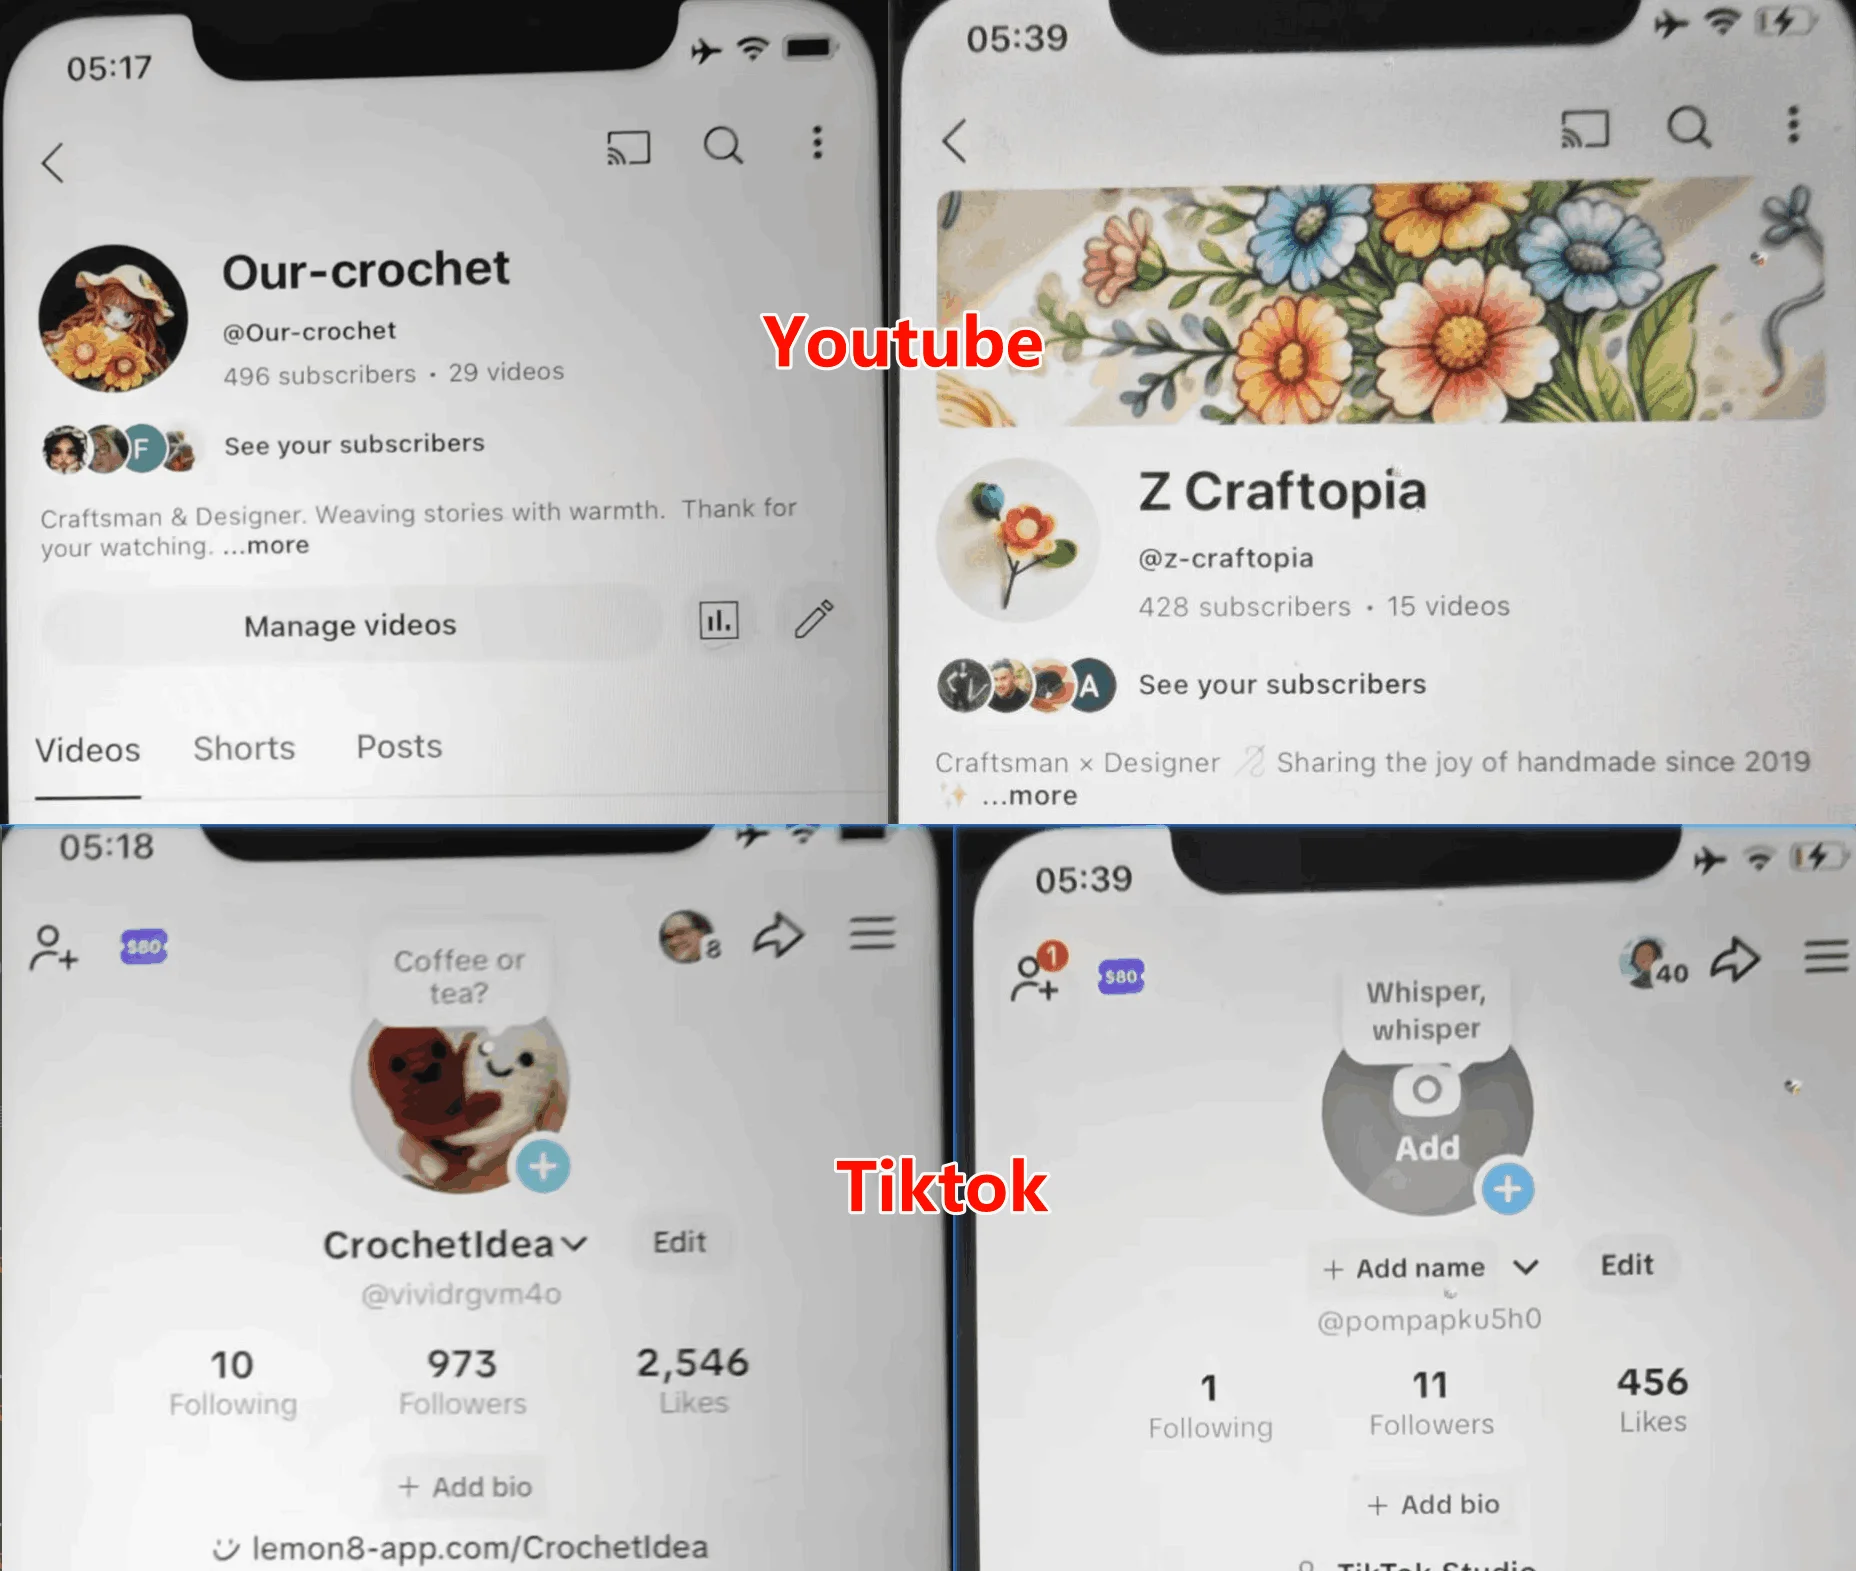 05:17
Our-crochet
@Our-crochet
496 subscribers • 29 videos
F
See your subscribers
Craftsman & Designer. Weaving stories with warmth. Thank for
your watching. ...more
Manage videos
Videos Shorts Posts
05:39
Z Craftopia
@z-craftopia
428 subscribers • 15 videos
A
See your subscribers
Craftsman × Designer Sharing the joy of handmade since 2019
...more
Youtube
05:18
$80
Coffee or
tea?
8
CrochetIdea
Edit
@vividrgvm4o
10 973 2,546
Following Followers Likes
+ Add bio
lemon8-app.com/CrochetIdea
05:39
1
$80
Whisper,
whisper
40
Add
+ Add name
Edit
@pompapku5h0
1 11 456
Following Followers Likes
+ Add bio
TikTok Studio
Tiktok